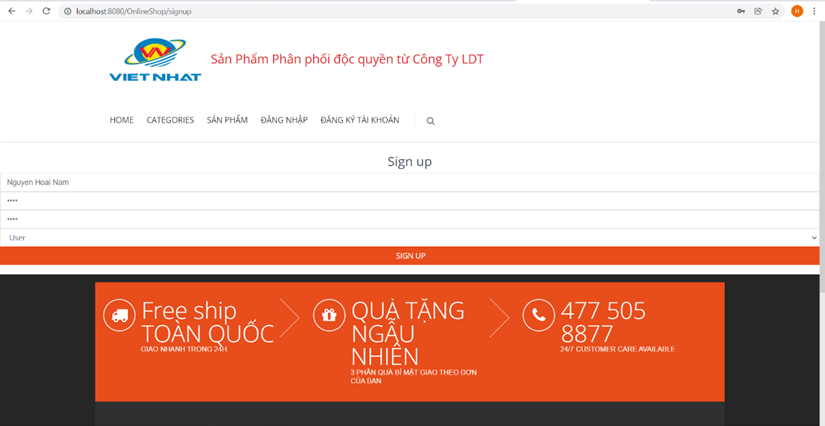 localhost:8080/OnlineShop/signup
H
VIET NHAT
Sản Phẩm Phân phối độc quyền từ Công Ty LDT
HOME CATEGORIES SẢN PHẨM ĐĂNG NHẬP ĐĂNG KÝ TÀI KHOẢN
Sign up
Nguyen Hoai Nam
••••
••••
User
SIGN UP
Free ship
TOÀN QUỐC
GIAO NHANH TRONG 24H
QUÀ TẶNG
NGẪU
NHIÊN
3 PHẦN QUÀ BÍ MẬT GIAO THEO ĐƠN
CỦA BẠN
477 505
8877
24/7 CUSTOMER CARE AVAILABLE